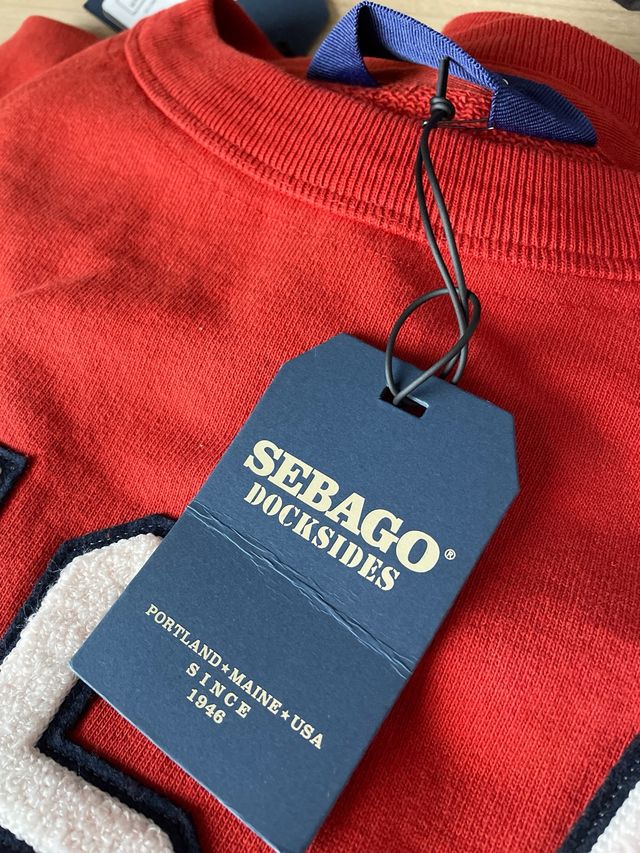 SEBAGO®
DOCKSIDES
PORTLAND★MAINE★USA
SINCE
1946